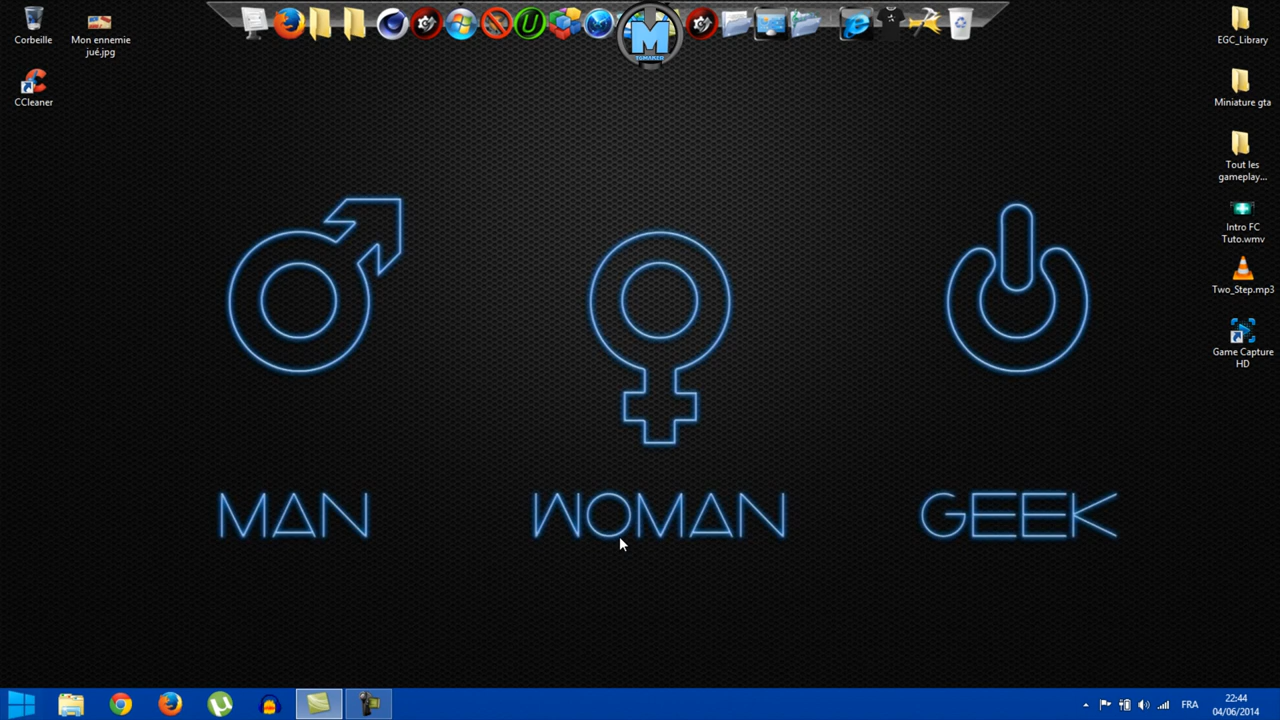 Corbeille
Mon ennemie
jué.jpg
CCleaner
M
TGMAKER
EGC_Library
Miniature gta
Tout les
gameplay...
Intro FC
Tuto.wmv
Two_Step.mp3
Game Capture
HD
MAN
WOMAN
GEEK
FRA
22:44
04/06/2014